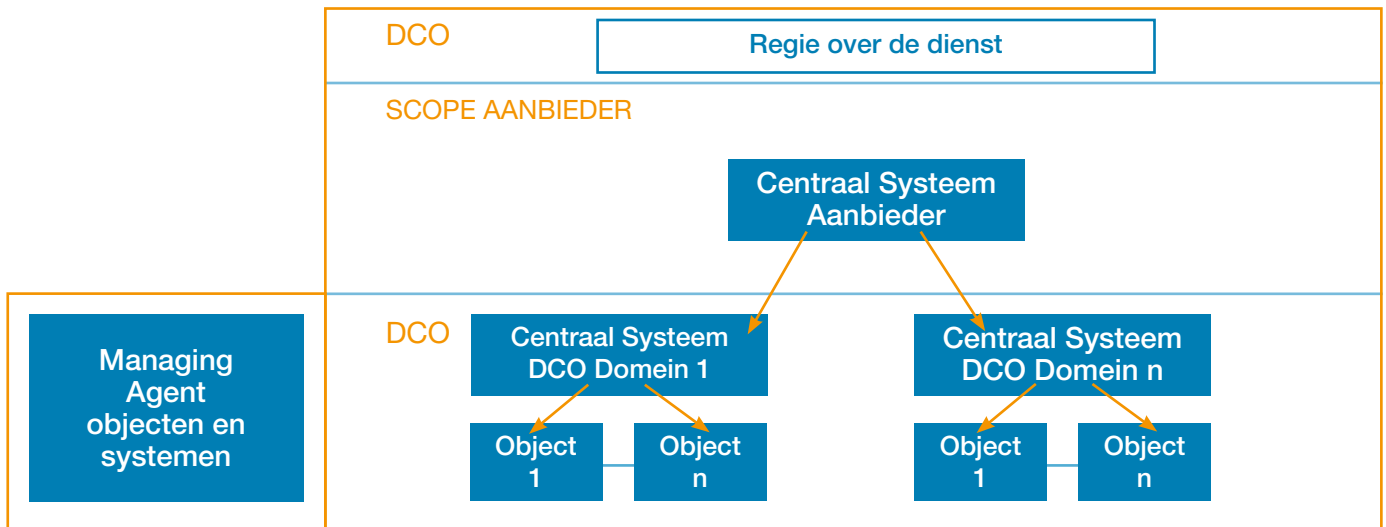 DCO
Regie over de dienst
SCOPE AANBIEDER
Centraal Systeem
Aanbieder
Managing
Agent
objecten en
systemen
DCO
Centraal Systeem
DCO Domein 1
Centraal Systeem
DCO Domein n
Object
1
Object
n
Object
1
Object
n